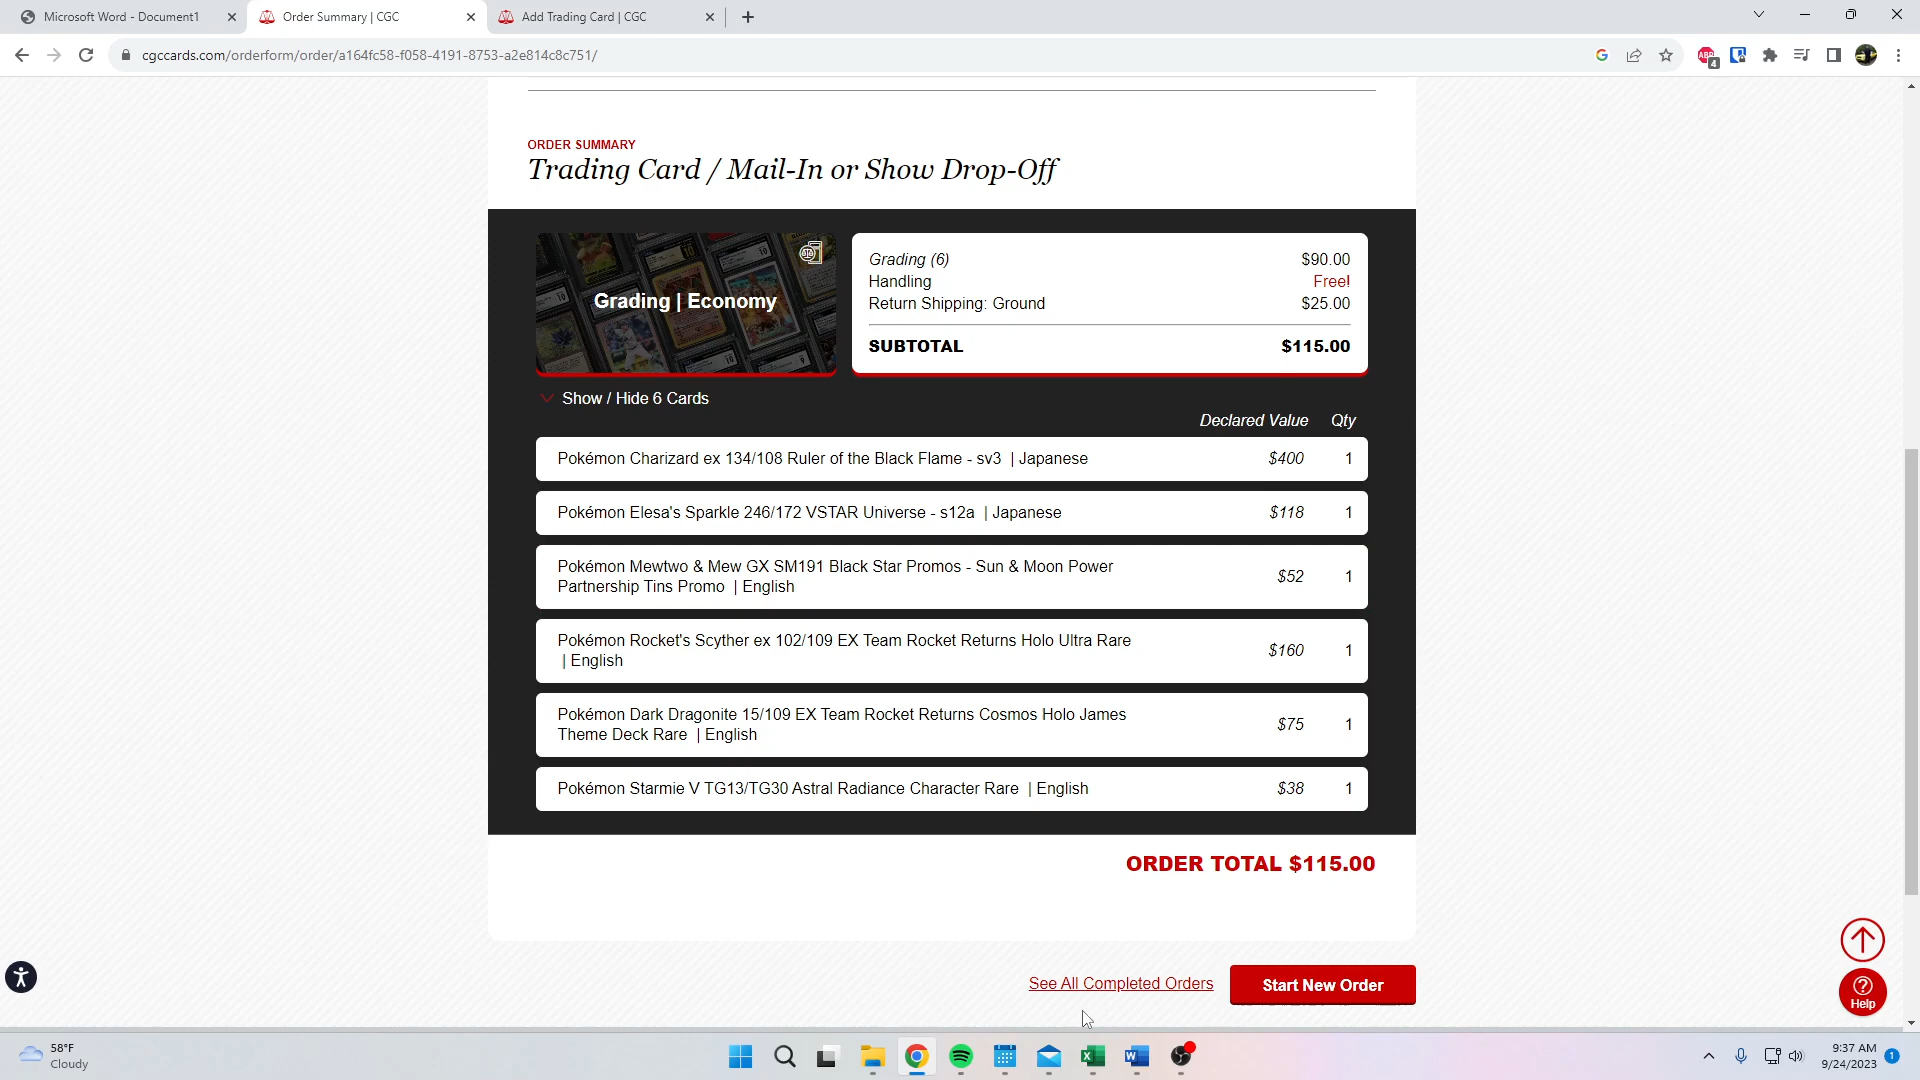 Microsoft Word - Document1
Order Summary | CGC
Add Trading Card | CGC
cgccards.com/orderform/order/a164fc58-f058-4191-8753-a2e814c8c751/
ABP
4
ORDER SUMMARY
Trading Card / Mail-In or Show Drop-Off
Grading | Economy
Grading (6) $90.00
Handling Free!
Return Shipping: Ground $25.00
SUBTOTAL $115.00
Show / Hide 6 Cards
Declared Value Qty
Pokémon Charizard ex 134/108 Ruler of the Black Flame - sv3 | Japanese $400 1
Pokémon Elesa's Sparkle 246/172 VSTAR Universe - s12a | Japanese $118 1
Pokémon Mewtwo & Mew GX SM191 Black Star Promos - Sun & Moon Power
Partnership Tins Promo | English $52 1
Pokémon Rocket's Scyther ex 102/109 EX Team Rocket Returns Holo Ultra Rare
| English $160 1
Pokémon Dark Dragonite 15/109 EX Team Rocket Returns Cosmos Holo James
Theme Deck Rare | English $75 1
Pokémon Starmie V TG13/TG30 Astral Radiance Character Rare | English $38 1
ORDER TOTAL $115.00
See All Completed Orders
Start New Order
Help
58°F
Cloudy
9:37 AM
9/24/2023
1